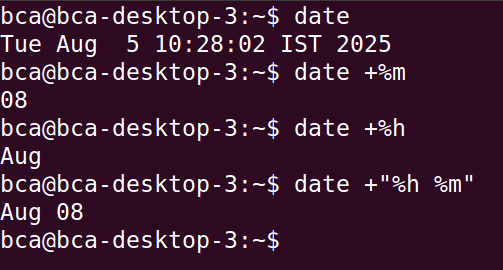 bca@bca-desktop-3:~$ date
Tue Aug  5 10:28:02 IST 2025
bca@bca-desktop-3:~$ date +%m
08
bca@bca-desktop-3:~$ date +%h
Aug
bca@bca-desktop-3:~$ date +"%h %m"
Aug 08
bca@bca-desktop-3:~$